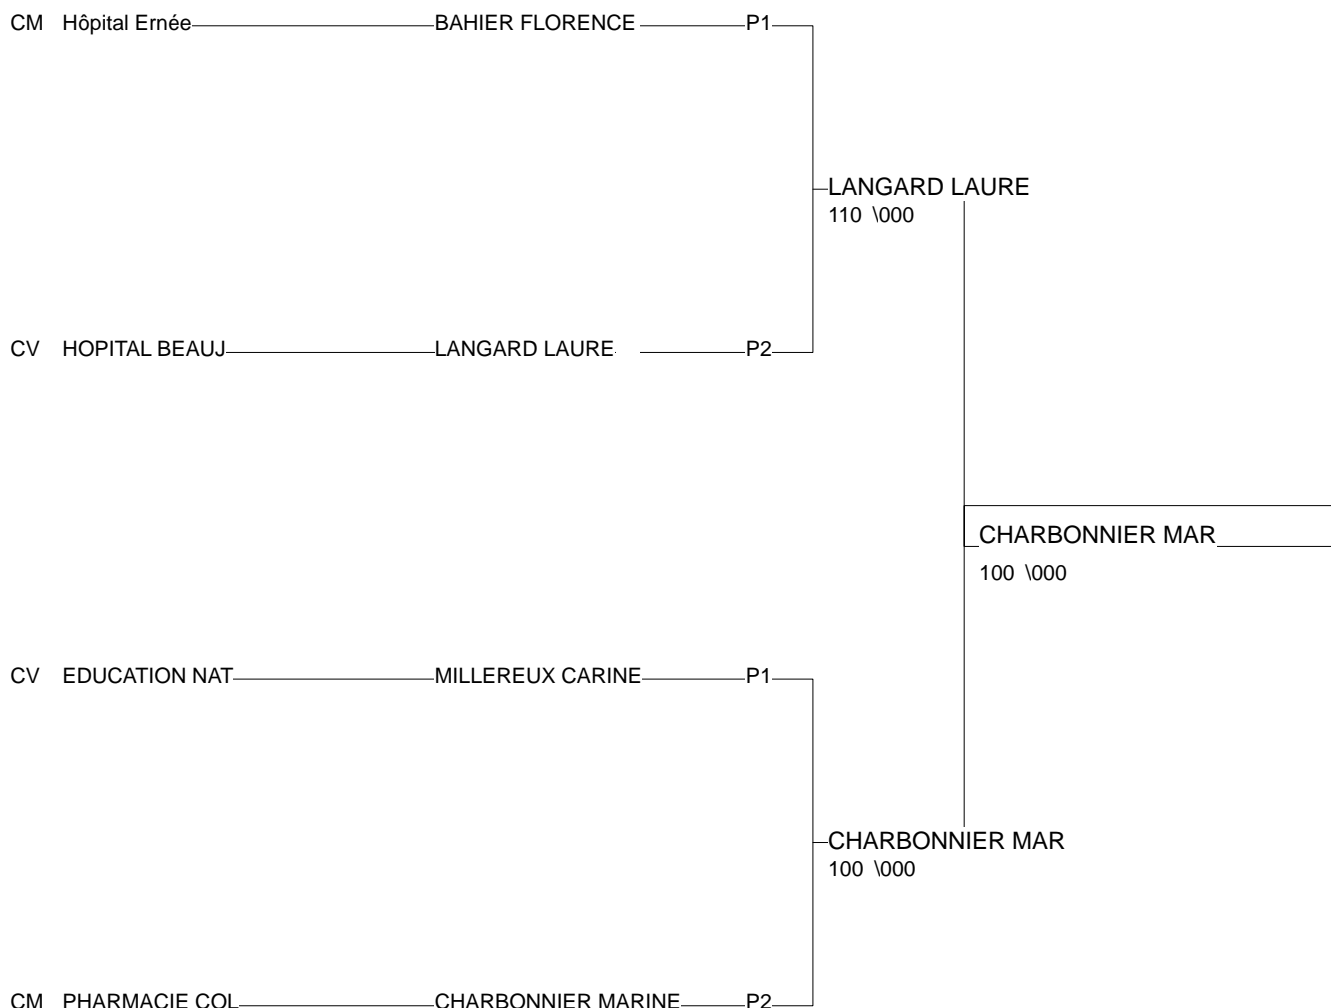 CM Hôpital Ernée BAHIER FLORENCE P1
LANGARD LAURE
110 \000
CV HOPITAL BEAUJ LANGARD LAURE P2
CHARBONNIER MAR
100 \000
CV EDUCATION NAT MILLEREUX CARINE P1
CHARBONNIER MAR
100 \000
CM PHARMACIE COL CHARBONNIER MARINE P2